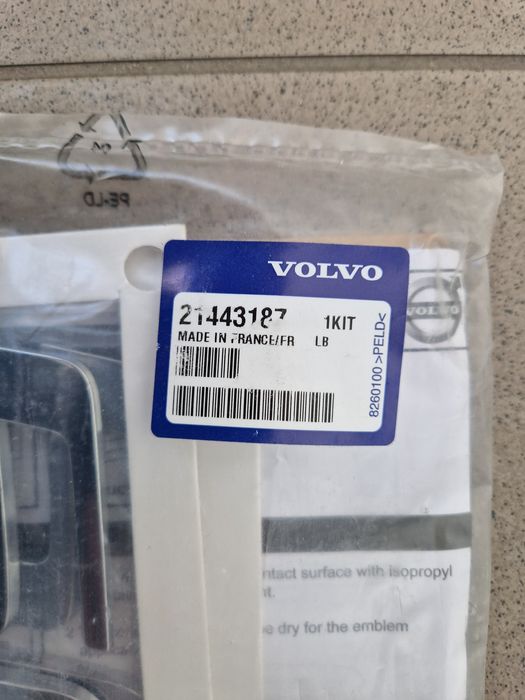 PE-LD
VOLVO
21443187 1KIT
MADE IN FRANCE/FR LB
8260100 >PELD<
VOLVO
ntact surface with isopropyl
nt.
e dry for the emblem